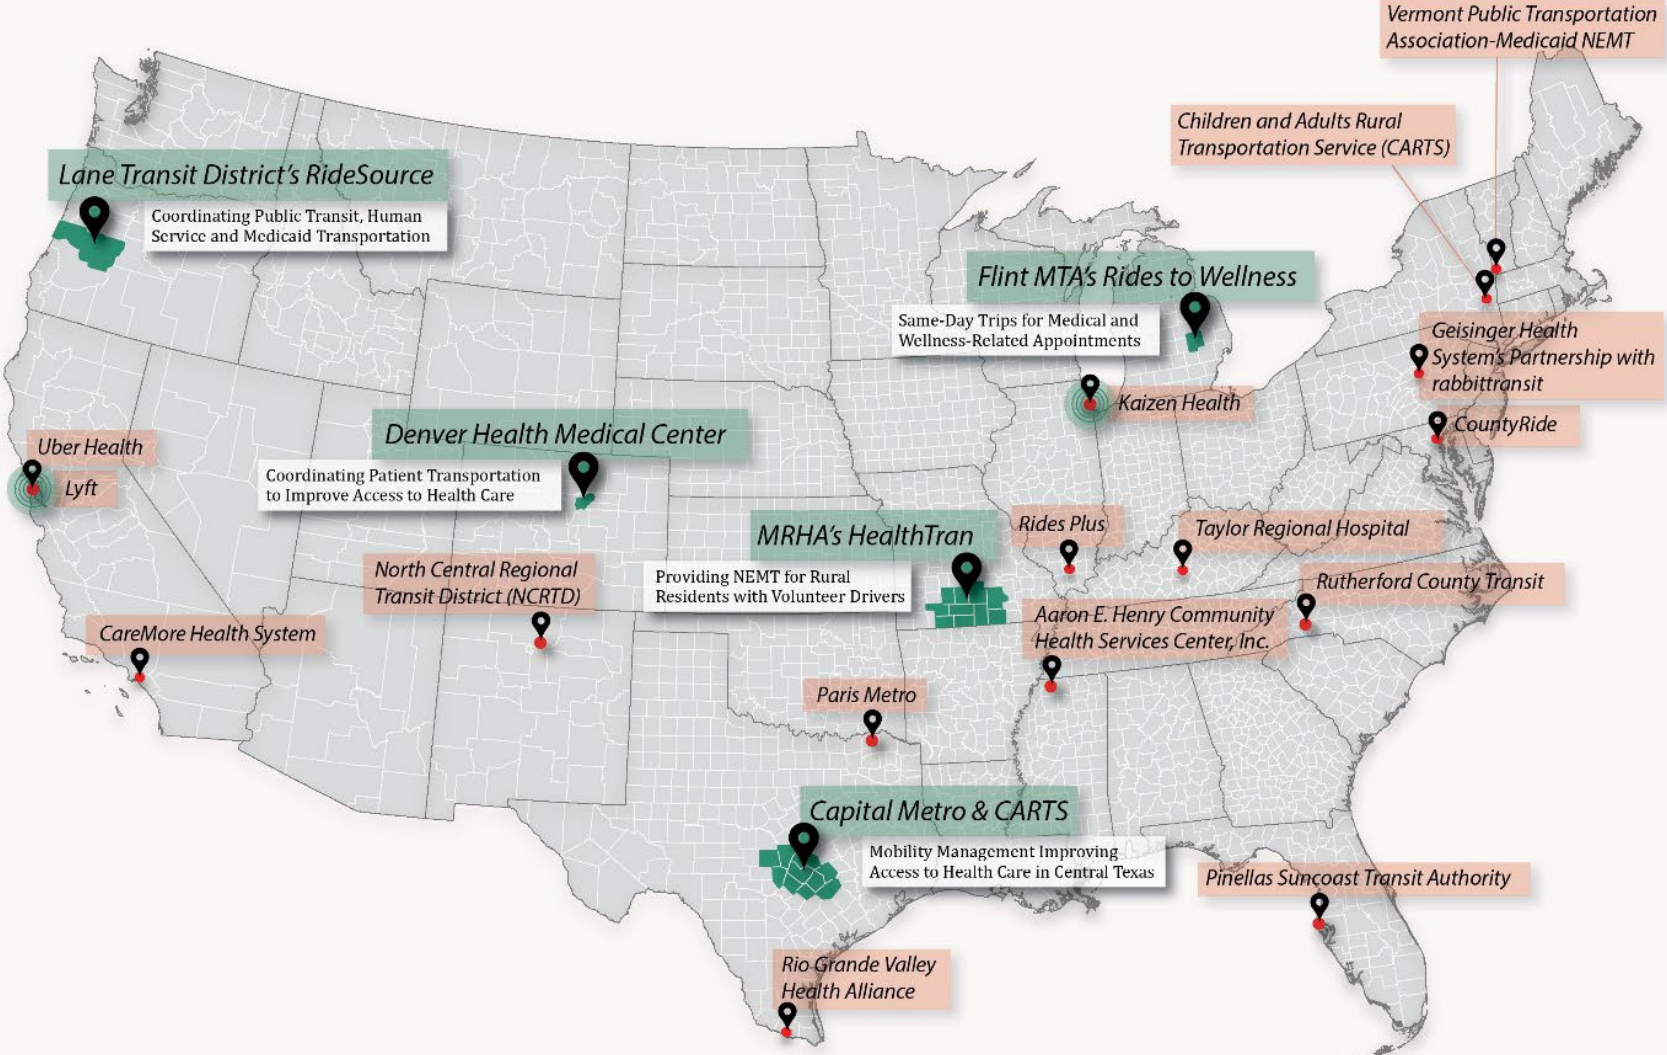 Vermont Public Transportation
Association-Medicaid NEMT
Children and Adults Rural
Transportation Service (CARTS)
Lane Transit District's RideSource
Coordinating Public Transit, Human
Service and Medicaid Transportation
Flint MTA's Rides to Wellness
Same-Day Trips for Medical and
Wellness-Related Appointments
Geisinger Health
System's Partnership with
rabbittransit
Kaizen Health
CountyRide
Denver Health Medical Center
Coordinating Patient Transportation
to Improve Access to Health Care
Uber Health
Lyft
MRHA's HealthTran
Providing NEMT for Rural
Residents with Volunteer Drivers
Rides Plus
Taylor Regional Hospital
North Central Regional
Transit District (NCRTD)
Rutherford County Transit
Aaron E. Henry Community
Health Services Center, Inc.
CareMore Health System
Paris Metro
Capital Metro & CARTS
Mobility Management Improving
Access to Health Care in Central Texas
Pinellas Suncoast Transit Authority
Rio Grande Valley
Health Alliance